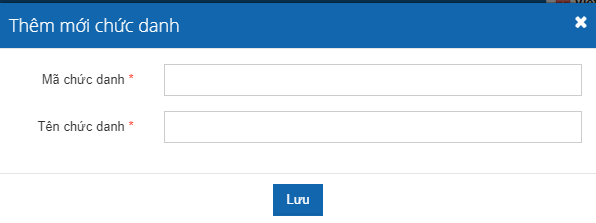 Thêm mới chức danh
Mã chức danh *
Tên chức danh *
Lưu